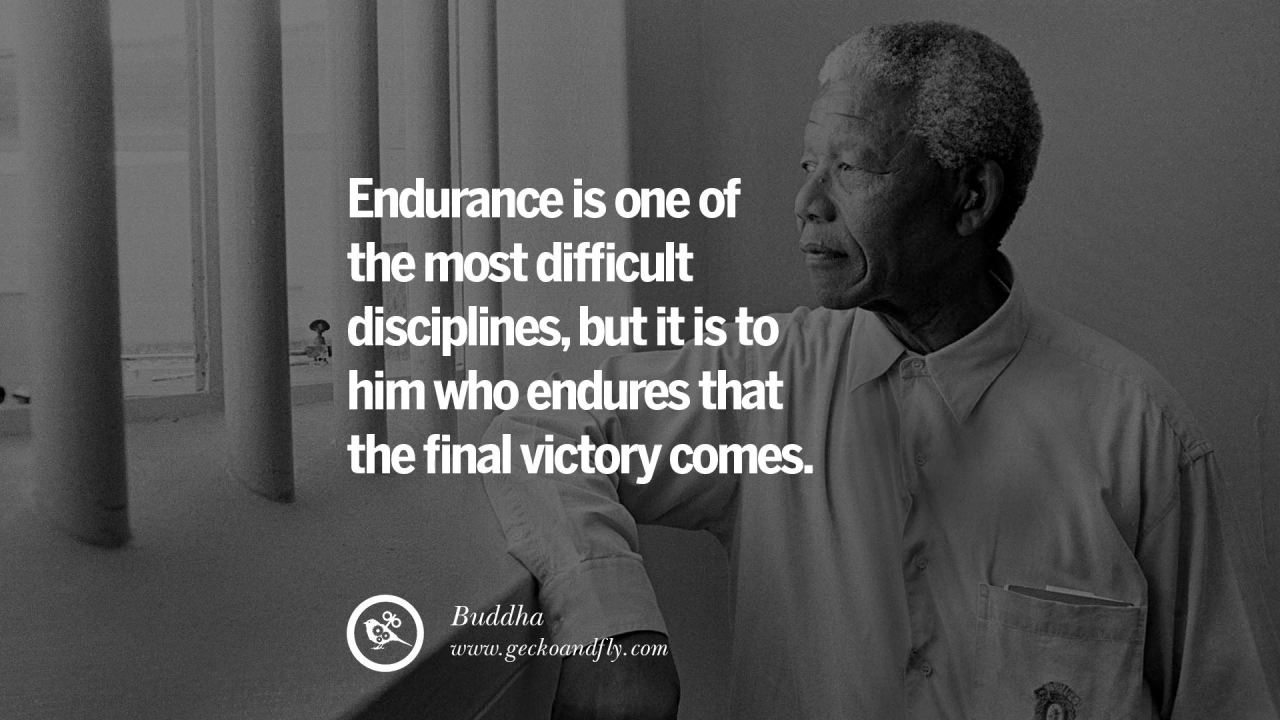 Endurance is one of
the most difficult
disciplines, but it is to
him who endures that
the final victory comes.
Buddha
www.geckoandfly.com